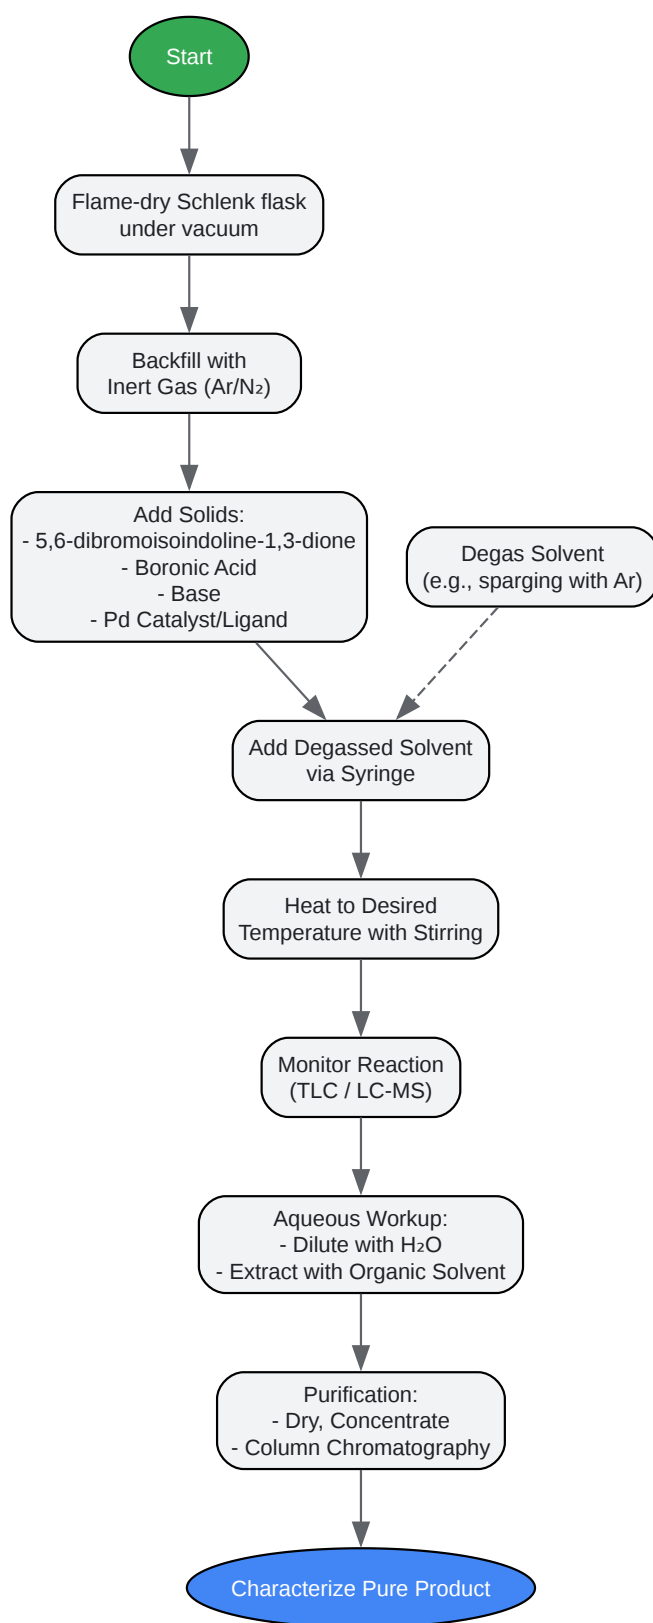 Start
Flame-dry Schlenk flask
under vacuum
Backfill with
Inert Gas (Ar/N₂)
Add Solids:
- 5,6-dibromoisoindoline-1,3-dione
- Boronic Acid
- Base
- Pd Catalyst/Ligand
Degas Solvent
(e.g., sparging with Ar)
Add Degassed Solvent
via Syringe
Heat to Desired
Temperature with Stirring
Monitor Reaction
(TLC / LC-MS)
Aqueous Workup:
- Dilute with H₂O
- Extract with Organic Solvent
Purification:
- Dry, Concentrate
- Column Chromatography
Characterize Pure Product